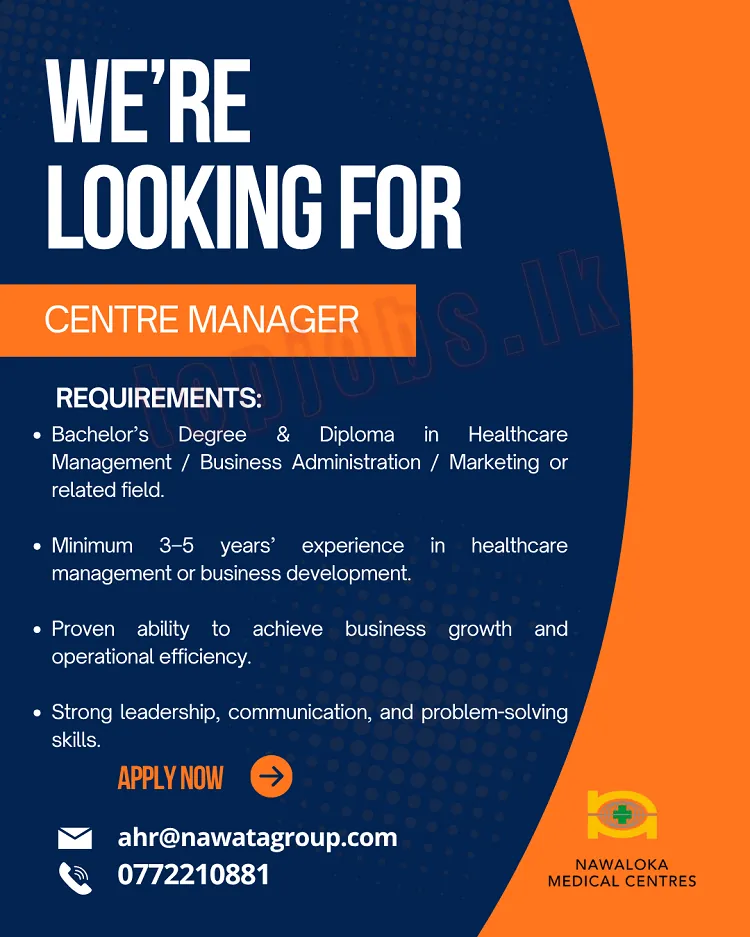 WE'RE
LOOKING FOR
CENTRE MANAGER
topjobs.lk
REQUIREMENTS:
• Bachelor's Degree & Diploma in Healthcare
Management / Business Administration / Marketing or
related field.
• Minimum 3–5 years' experience in healthcare
management or business development.
• Proven ability to achieve business growth and
operational efficiency.
• Strong leadership, communication, and problem-solving
skills.
APPLY NOW
ahr@nawatagroup.com
0772210881
NAWALOKA
MEDICAL CENTRES